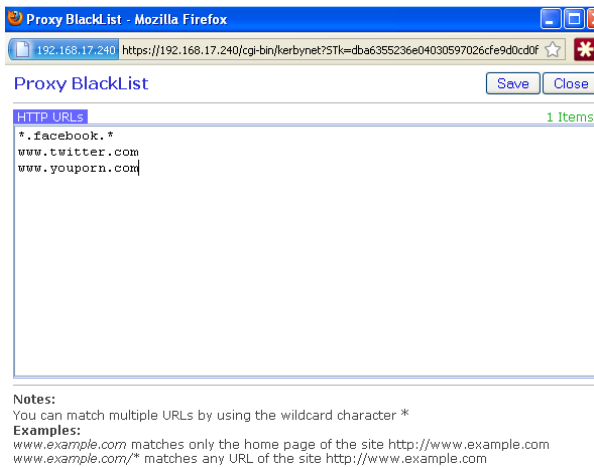 Proxy BlackList - Mozilla Firefox
192.168.17.240 https://192.168.17.240/cgi-bin/kerbynet?STk=dba6355236e04030597026cfe9d0cd0f
Proxy BlackList Save Close
HTTP URLs 1 Items
*.facebook.*
www.twitter.com
www.youporn.com
Notes:
You can match multiple URLs by using the wildcard character *
Examples:
www.example.com matches only the home page of the site http://www.example.com
www.example.com/* matches any URL of the site http://www.example.com